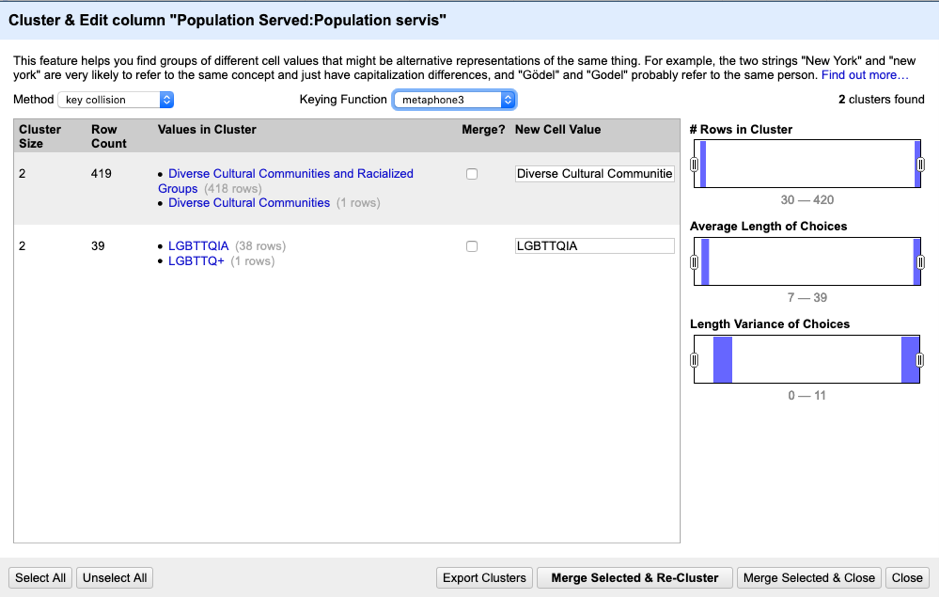 Cluster & Edit column "Population Served:Population servis"
This feature helps you find groups of different cell values that might be alternative representations of the same thing. For example, the two strings "New York" and "new
york" are very likely to refer to the same concept and just have capitalization differences, and "Gödel" and "Godel" probably refer to the same person. Find out more…
Method key collision Keying Function metaphone3 2 clusters found
Cluster Size Row Count Values in Cluster Merge? New Cell Value
2 419 • Diverse Cultural Communities and Racialized Diverse Cultural Communitie
Groups (418 rows)
• Diverse Cultural Communities (1 rows)
2 39 • LGBTTQIA (38 rows) LGBTTQIA
• LGBTTQ+ (1 rows)
# Rows in Cluster
30 — 420
Average Length of Choices
7 — 39
Length Variance of Choices
0 — 11
Select All Unselect All Export Clusters Merge Selected & Re-Cluster Merge Selected & Close Close